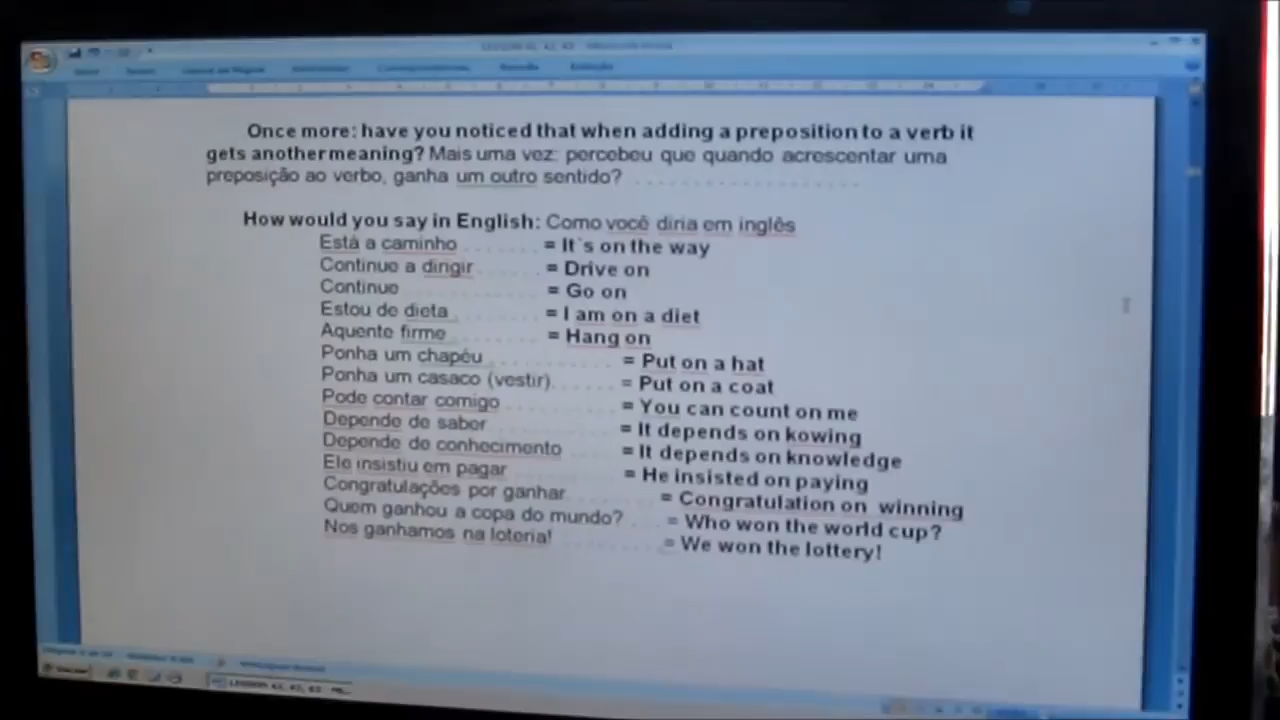 Once more: have you noticed that when adding a preposition to a verb it
gets another meaning? Mais uma vez: percebeu que quando acrescentar uma
preposição ao verbo, ganha um outro sentido?
How would you say in English: Como você diria em inglês
Está a caminho = It´s on the way
Continue a dirigir = Drive on
Continue = Go on
Estou de dieta = I am on a diet
Aguente firme = Hang on
Ponha um chapéu = Put on a hat
Ponha um casaco (vestir) = Put on a coat
Pode contar comigo = You can count on me
Depende de saber = It depends on kowing
Depende de conhecimento = It depends on knowledge
Ele insistiu em pagar = He insisted on paying
Congratulações por ganhar = Congratulation on winning
Quem ganhou a copa do mundo? = Who won the world cup?
Nos ganhamos na loteria! = We won the lottery!